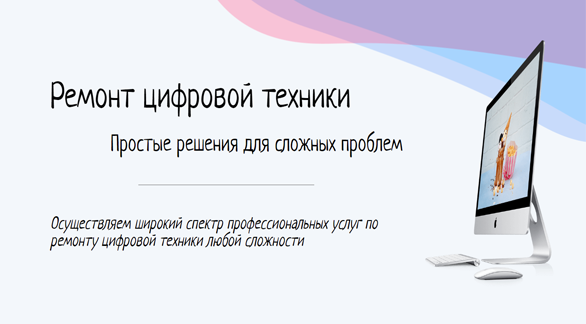 Ремонт цифровой техники
Простые решения для сложных проблем
Осуществляем широкий спектр профессиональных услуг по
ремонту цифровой техники любой сложности